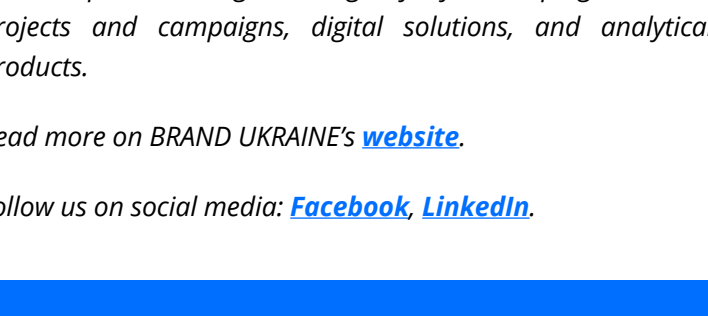 rojects and campaigns, digital solutions, and analytical
roducts.
ead more on BRAND UKRAINE's website.
ollow us on social media: Facebook, LinkedIn.